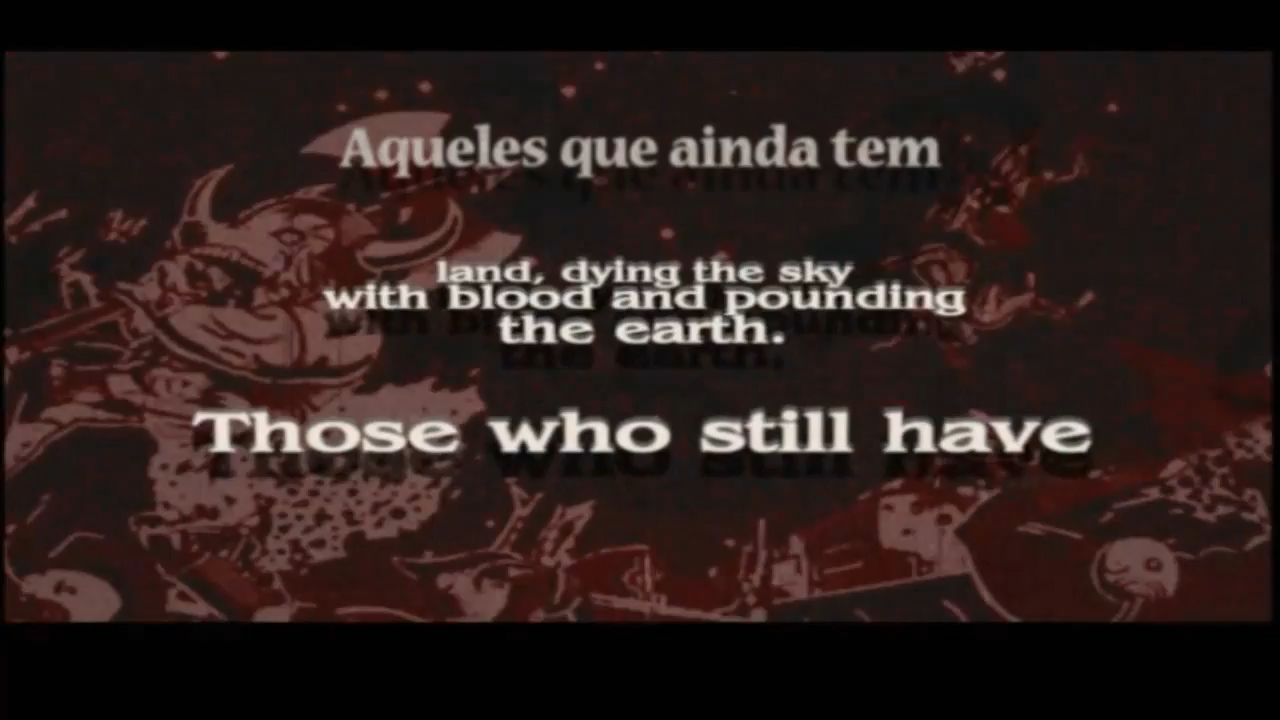 Aqueles que ainda tem
land, dying the sky
with blood and pounding
the earth.
Those who still have